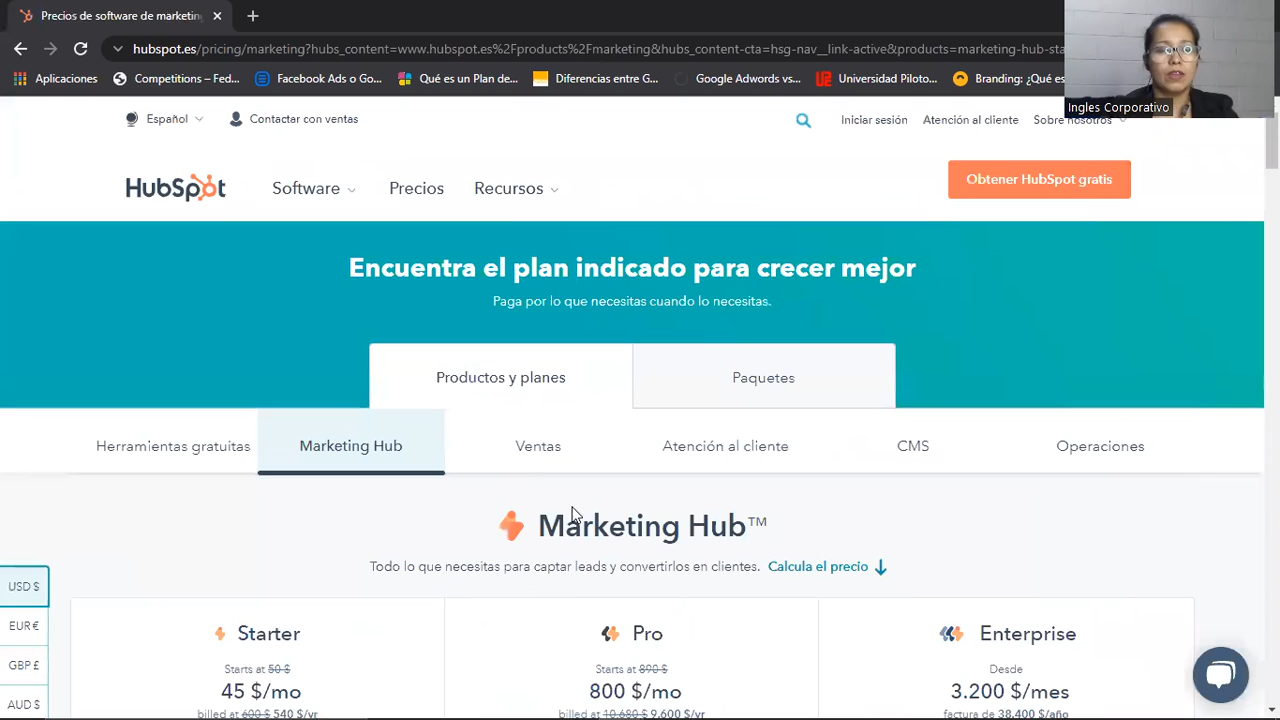 Precios de software de marketing
hubspot.es/pricing/marketing?hubs_content=www.hubspot.es%2Fproducts%2Fmarketing&hubs_content-cta=hsg-nav__link-active&products=marketing-hub-sta
Aplicaciones
Competitions – Fed...
Facebook Ads o Go...
Qué es un Plan de...
Diferencias entre G...
Google Adwords vs...
Universidad Piloto...
Branding: ¿Qué es
Ingles Corporativo
Español
Contactar con ventas
Iniciar sesión
Atención al cliente
Sobre nosotros
HubSpot
Software
Precios
Recursos
Obtener HubSpot gratis
Encuentra el plan indicado para crecer mejor
Paga por lo que necesitas cuando lo necesitas.
Productos y planes
Paquetes
Herramientas gratuitas
Marketing Hub
Ventas
Atención al cliente
CMS
Operaciones
Marketing Hub™
Todo lo que necesitas para captar leads y convertirlos en clientes. Calcula el precio
USD $
EUR €
GBP £
AUD $
Starter
Starts at 50 $
45 $/mo
billed at 600 $ 540 $/yr
Pro
Starts at 890 $
800 $/mo
billed at 10.680 $ 9.600 $/yr
Enterprise
Desde
3.200 $/mes
factura de 38.400 $/año